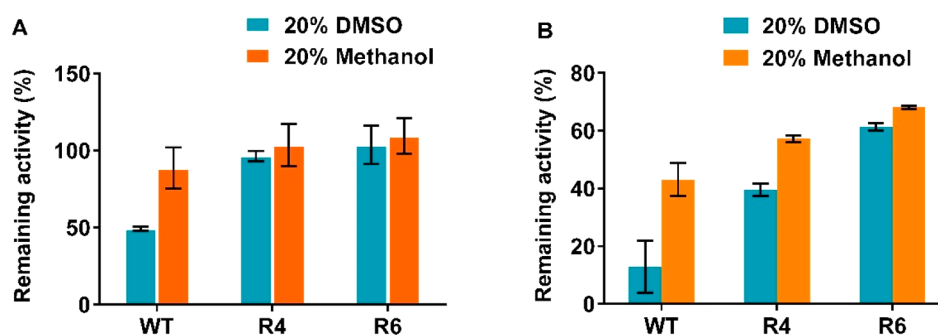 A
20% DMSO
20% Methanol
Remaining activity (%)
150
100
50
0
WT R4 R6
B
20% DMSO
20% Methanol
Remaining activity (%)
80
60
40
20
0
WT R4 R6